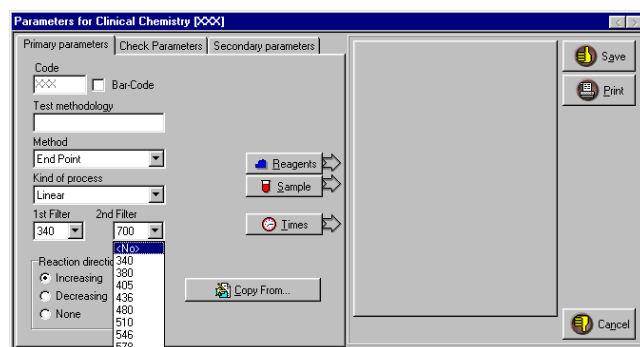 Parameters for Clinical Chemistry [XXX]
Primary parameters
Check Parameters
Secondary parameters
Code
XXX
Bar-Code
Test methodology
Method
End Point
Kind of process
Linear
1st Filter
2nd Filter
340
700
<No>
340
380
405
436
480
510
546
578
Reaction directio
Increasing
Decreasing
None
Reagents
Sample
Times
Copy From...
Save
Print
Cancel